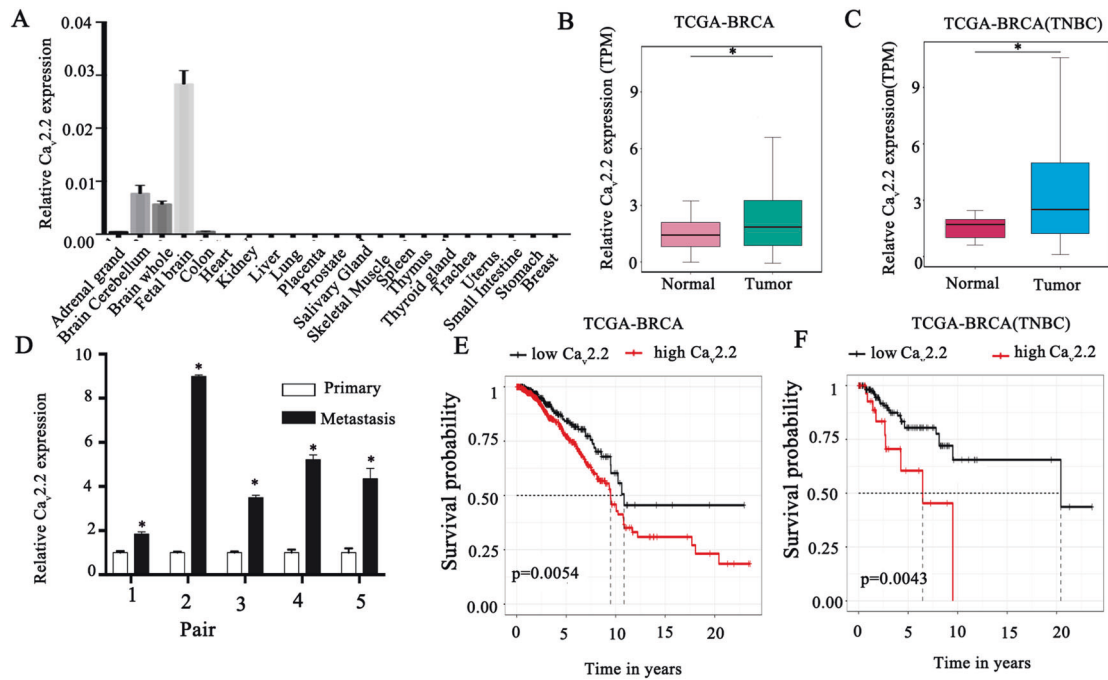 A
Relative Cav2.2 expression
0.04
0.03
0.02
0.01
0.00
Adrenal grand
Brain Cerebellum
Brain whole
Fetal brain
Colon
Heart
Kidney
Liver
Lung
Placenta
Prostate
Salivary Gland
Skeletal Muscle
Spleen
Thymus
Thyroid gland
Trachea
Uterus
Small Intestine
Stomach
Breast
B
TCGA-BRCA
Relative Cav2.2 expression (TPM)
*
9
6
3
0
Normal
Tumor
C
TCGA-BRCA(TNBC)
Relatve Cav2.2 expression(TPM)
*
9
6
3
0
Normal
Tumor
D
Relative Cav2.2 expression
10
8
6
4
2
0
Primary
Metastasis
*
*
*
*
*
1
2
3
4
5
Pair
E
TCGA-BRCA
low Cav2.2
high Cav2.2
Survival probability
1
0.75
0.50
0.25
0.00
p=0.0054
0
5
10
15
20
Time in years
F
TCGA-BRCA(TNBC)
low Cav2.2
high Cav2.2
Survival probability
1
0.75
0.50
0.25
0.00
p=0.0043
0
5
10
15
20
Time in years